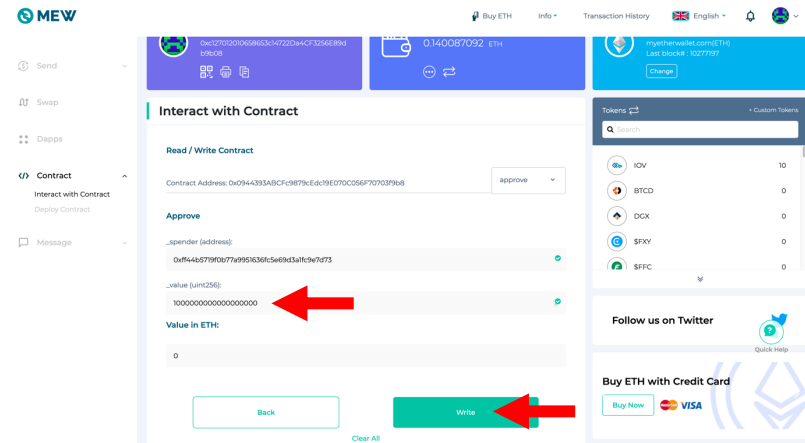 MEW
Buy ETH
Info
Transaction History
English
0xc127012010658653c14722Da4CF3256E89d
b9b08
0.140087092 ETH
myetherwallet.com(ETH)
Last block# : 10277197
Change
Send
Swap
Dapps
Contract
Interact with Contract
Deploy Contract
Message
Interact with Contract
Read / Write Contract
Contract Address: 0x0944393ABCFc9879cEdc19E070C056F70703f9b8
approve
Approve
_spender (address):
0xff44b5719f0b77a9951636fc5e69d3a1fc9e7d73
_value (uint256):
1000000000000000000
Value in ETH:
0
Back
Write
Clear All
Tokens
+ Custom Tokens
Search
IOV 10
BTCD 0
DGX 0
$FXY 0
$FFC 0
Follow us on Twitter
Quick Help
Buy ETH with Credit Card
Buy Now
VISA